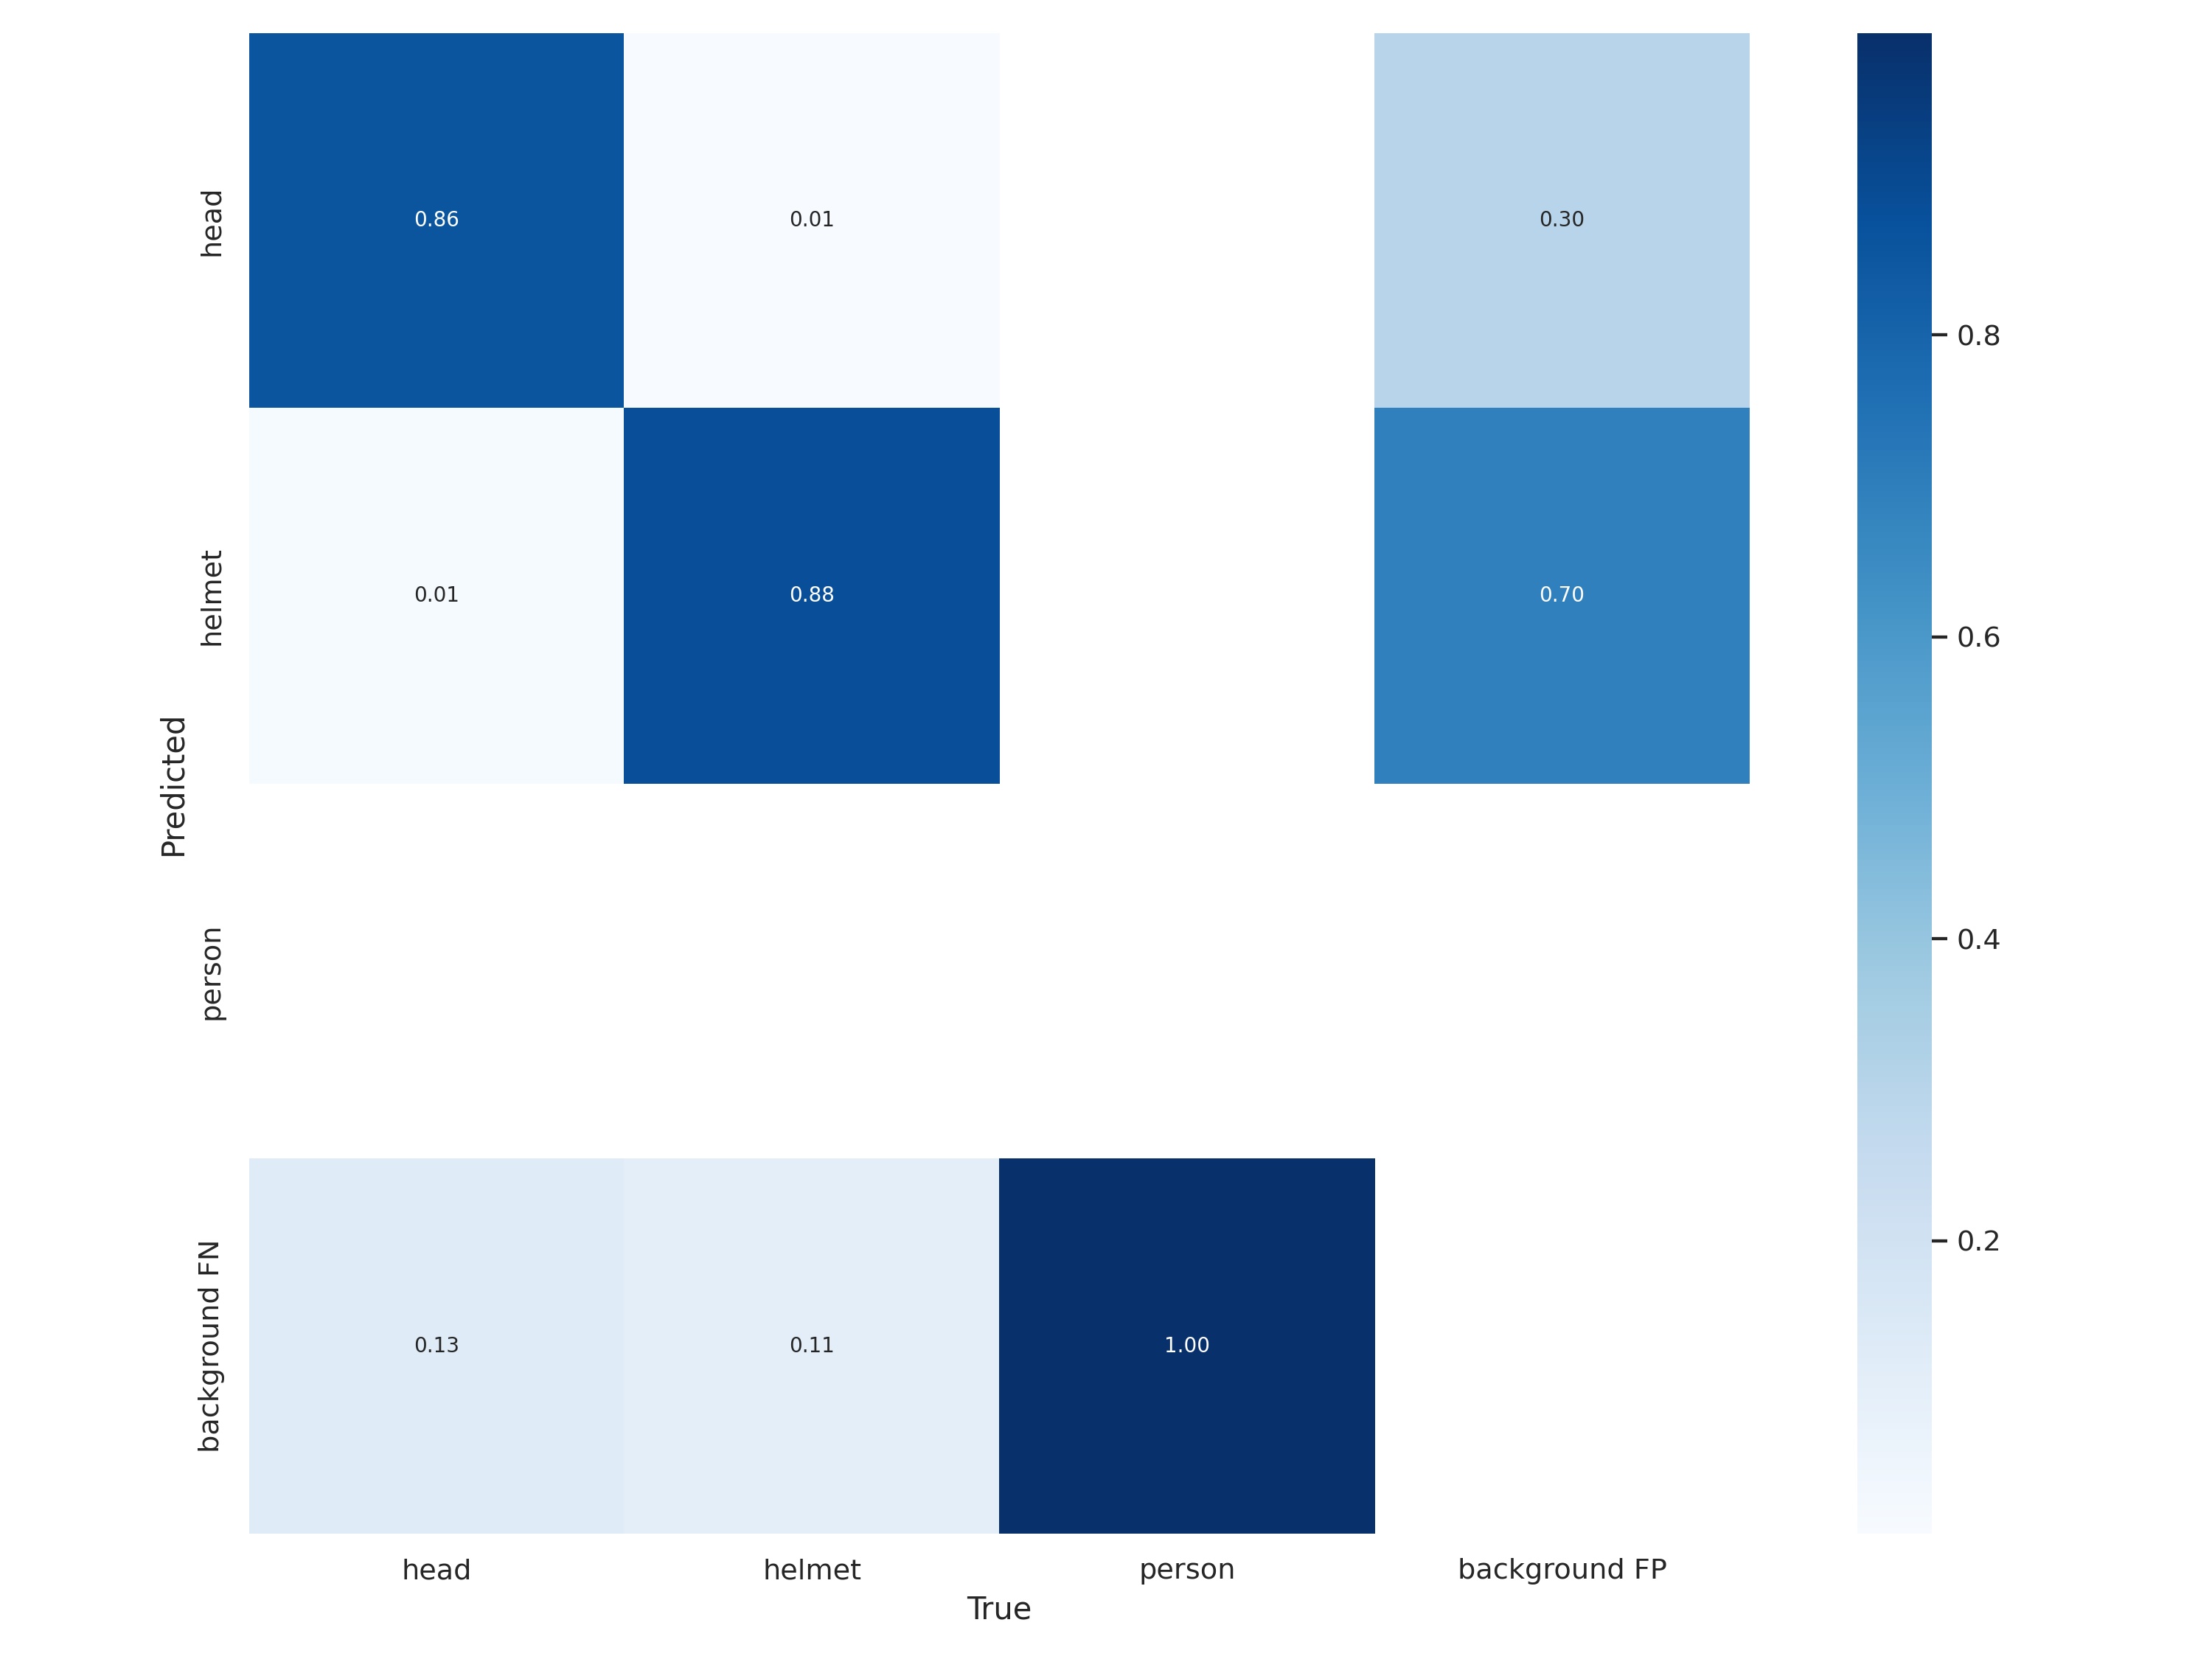 head
0.86
0.01
0.30
helmet
0.01
0.88
0.70
person
background FN
0.13
0.11
1.00
Predicted
head
helmet
person
background FP
True
0.8
0.6
0.4
0.2